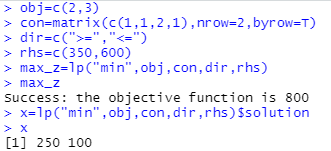 > obj=c(2,3)
> con=matrix(c(1,1,2,1),nrow=2,byrow=T)
> dir=c(">=","<=")
> rhs=c(350,600)
> max_z=lp("min",obj,con,dir,rhs)
> max_z
Success: the objective function is 800
> x=lp("min",obj,con,dir,rhs)$solution
> x
[1] 250 100